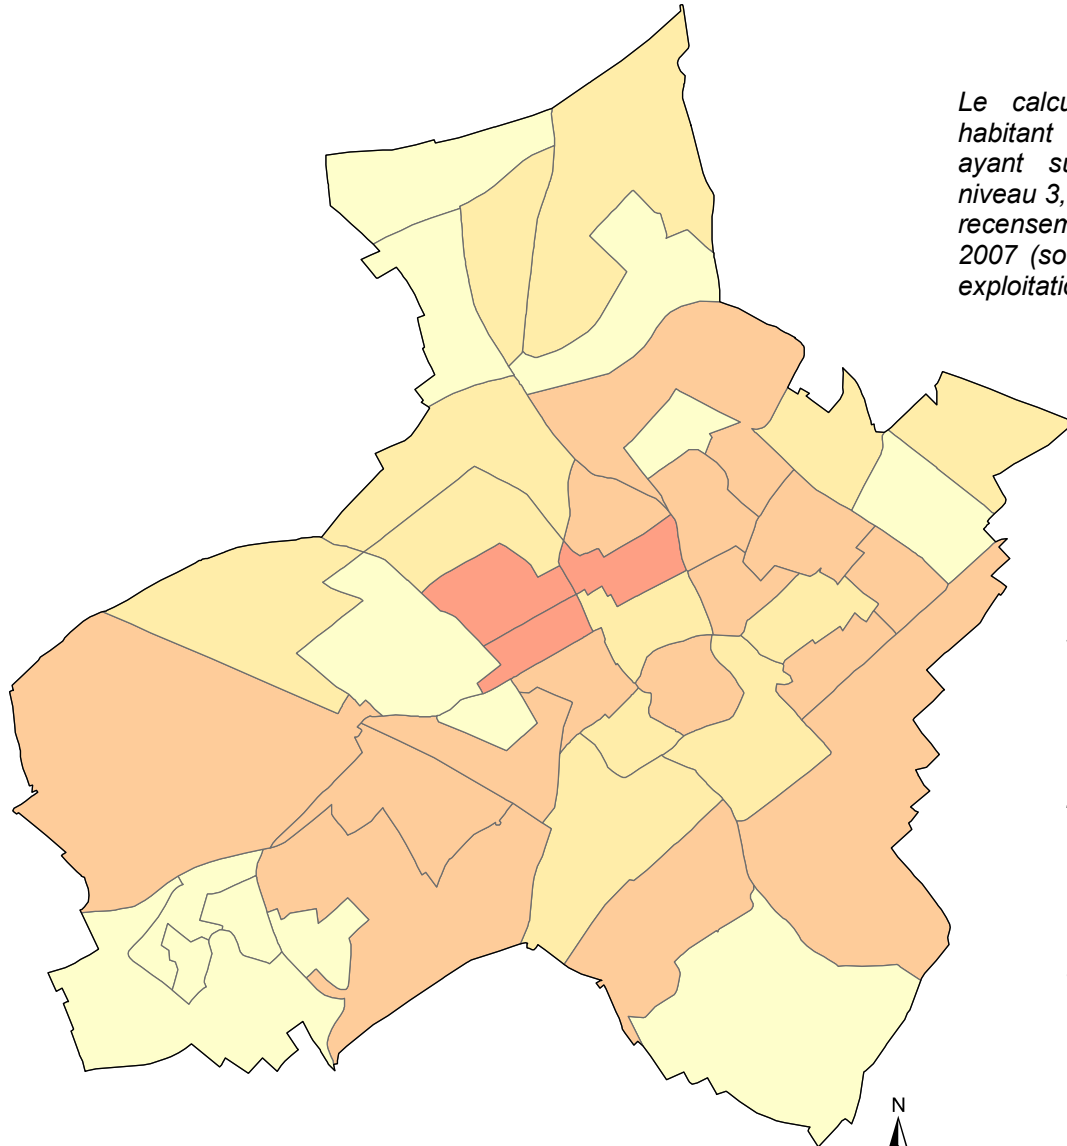 Le calcu
habitant
ayant su
niveau 3,
recensem
2007 (so
exploitatio
N